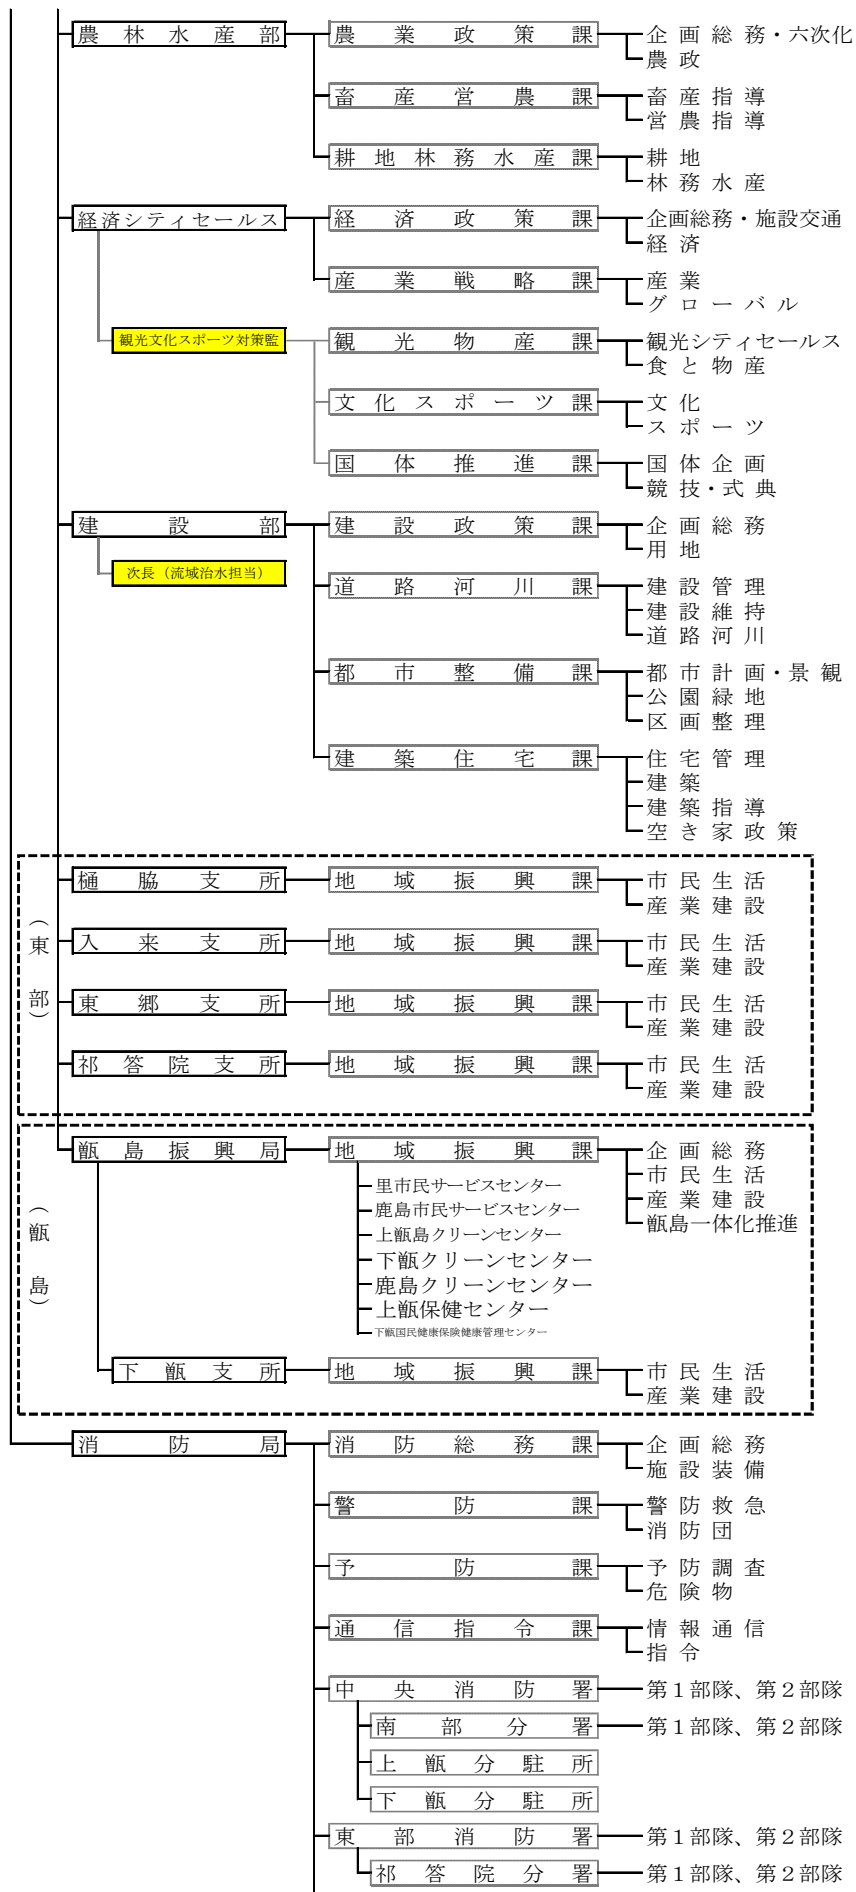 農林水産部 農業政策課 企画総務・六次化
農政
畜産営農課 畜産指導
営農指導
耕地林務水産課 耕地
林務水産
経済シティセールス 経済政策課 企画総務・施設交通
経済
産業戦略課 産業
グローバル
観光文化スポーツ対策監 観光物産課 観光シティセールス
食と物産
文化スポーツ課 文化
スポーツ
国体推進課 国体企画
競技・式典
建設部 建設政策課 企画総務
用地
次長（流域治水担当） 道路河川課 建設管理
建設維持
道路河川
都市整備課 都市計画・景観
公園緑地
区画整理
建築住宅課 住宅管理
建築
建築指導
空き家政策
（東部）
樋脇支所 地域振興課 市民生活
産業建設
入来支所 地域振興課 市民生活
産業建設
東郷支所 地域振興課 市民生活
産業建設
祁答院支所 地域振興課 市民生活
産業建設
（甑島）
甑島振興局 地域振興課 企画総務
市民生活
産業建設
甑島一体化推進
里市民サービスセンター
鹿島市民サービスセンター
上甑島クリーンセンター
下甑クリーンセンター
鹿島クリーンセンター
上甑保健センター
下甑国民健康保険健康管理センター
下甑支所 地域振興課 市民生活
産業建設
消防局 消防総務課 企画総務
施設装備
警防課 警防救急
消防団
予防課 予防調査
危険物
通信指令課 情報通信
指令
中央消防署 第１部隊、第２部隊
南部分署 第１部隊、第２部隊
上甑分駐所
下甑分駐所
東部消防署 第１部隊、第２部隊
祁答院分署 第１部隊、第２部隊